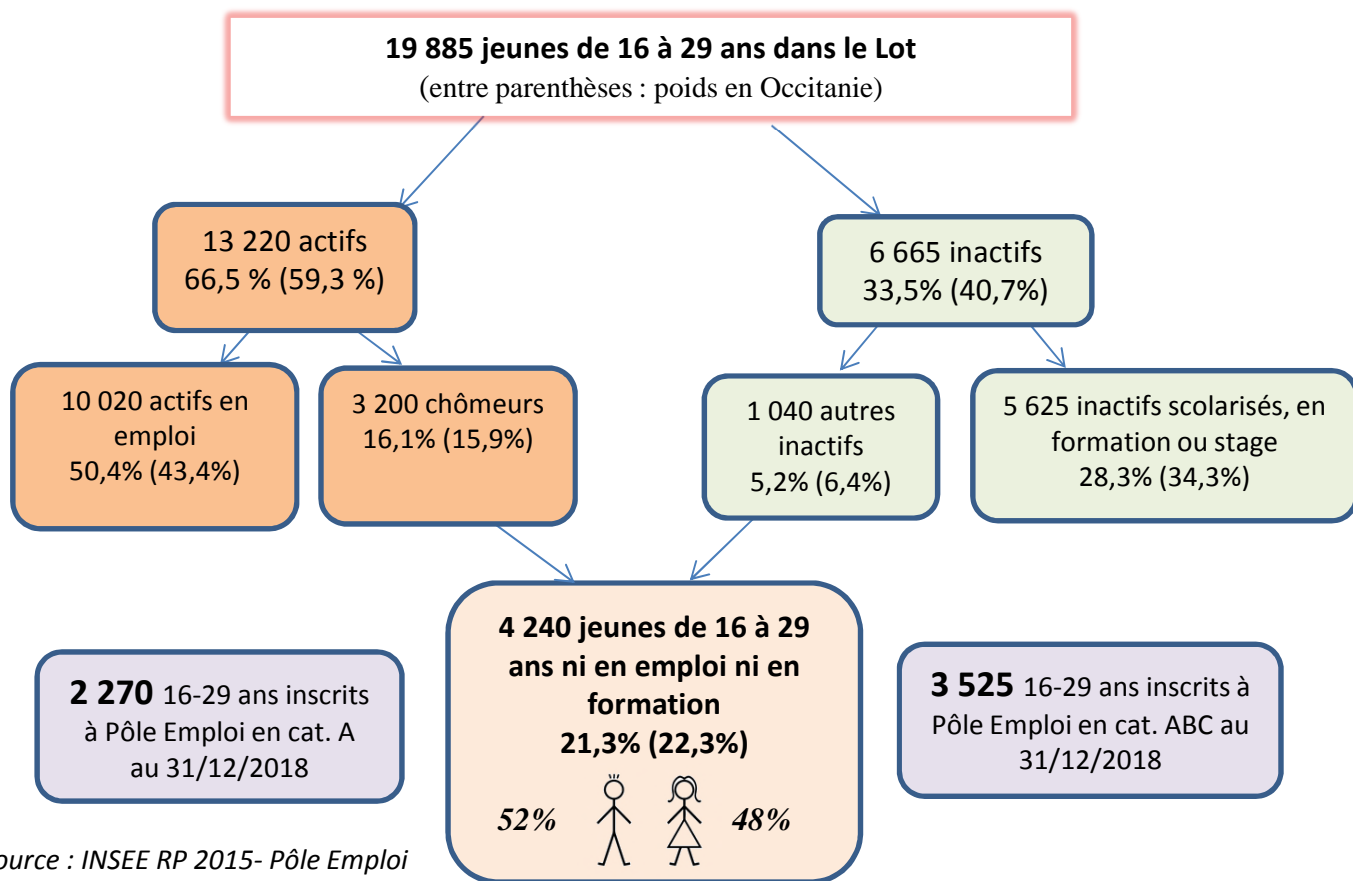 19 885 jeunes de 16 à 29 ans dans le Lot
(entre parenthèses : poids en Occitanie)
13 220 actifs
66,5 % (59,3 %)
6 665 inactifs
33,5% (40,7%)
10 020 actifs en
emploi
50,4% (43,4%)
3 200 chômeurs
16,1% (15,9%)
1 040 autres
inactifs
5,2% (6,4%)
5 625 inactifs scolarisés, en
formation ou stage
28,3% (34,3%)
4 240 jeunes de 16 à 29
ans ni en emploi ni en
formation
21,3% (22,3%)
52% 48%
2 270 16-29 ans inscrits
à Pôle Emploi en cat. A
au 31/12/2018
3 525 16-29 ans inscrits à
Pôle Emploi en cat. ABC au
31/12/2018
ource : INSEE RP 2015- Pôle Emploi